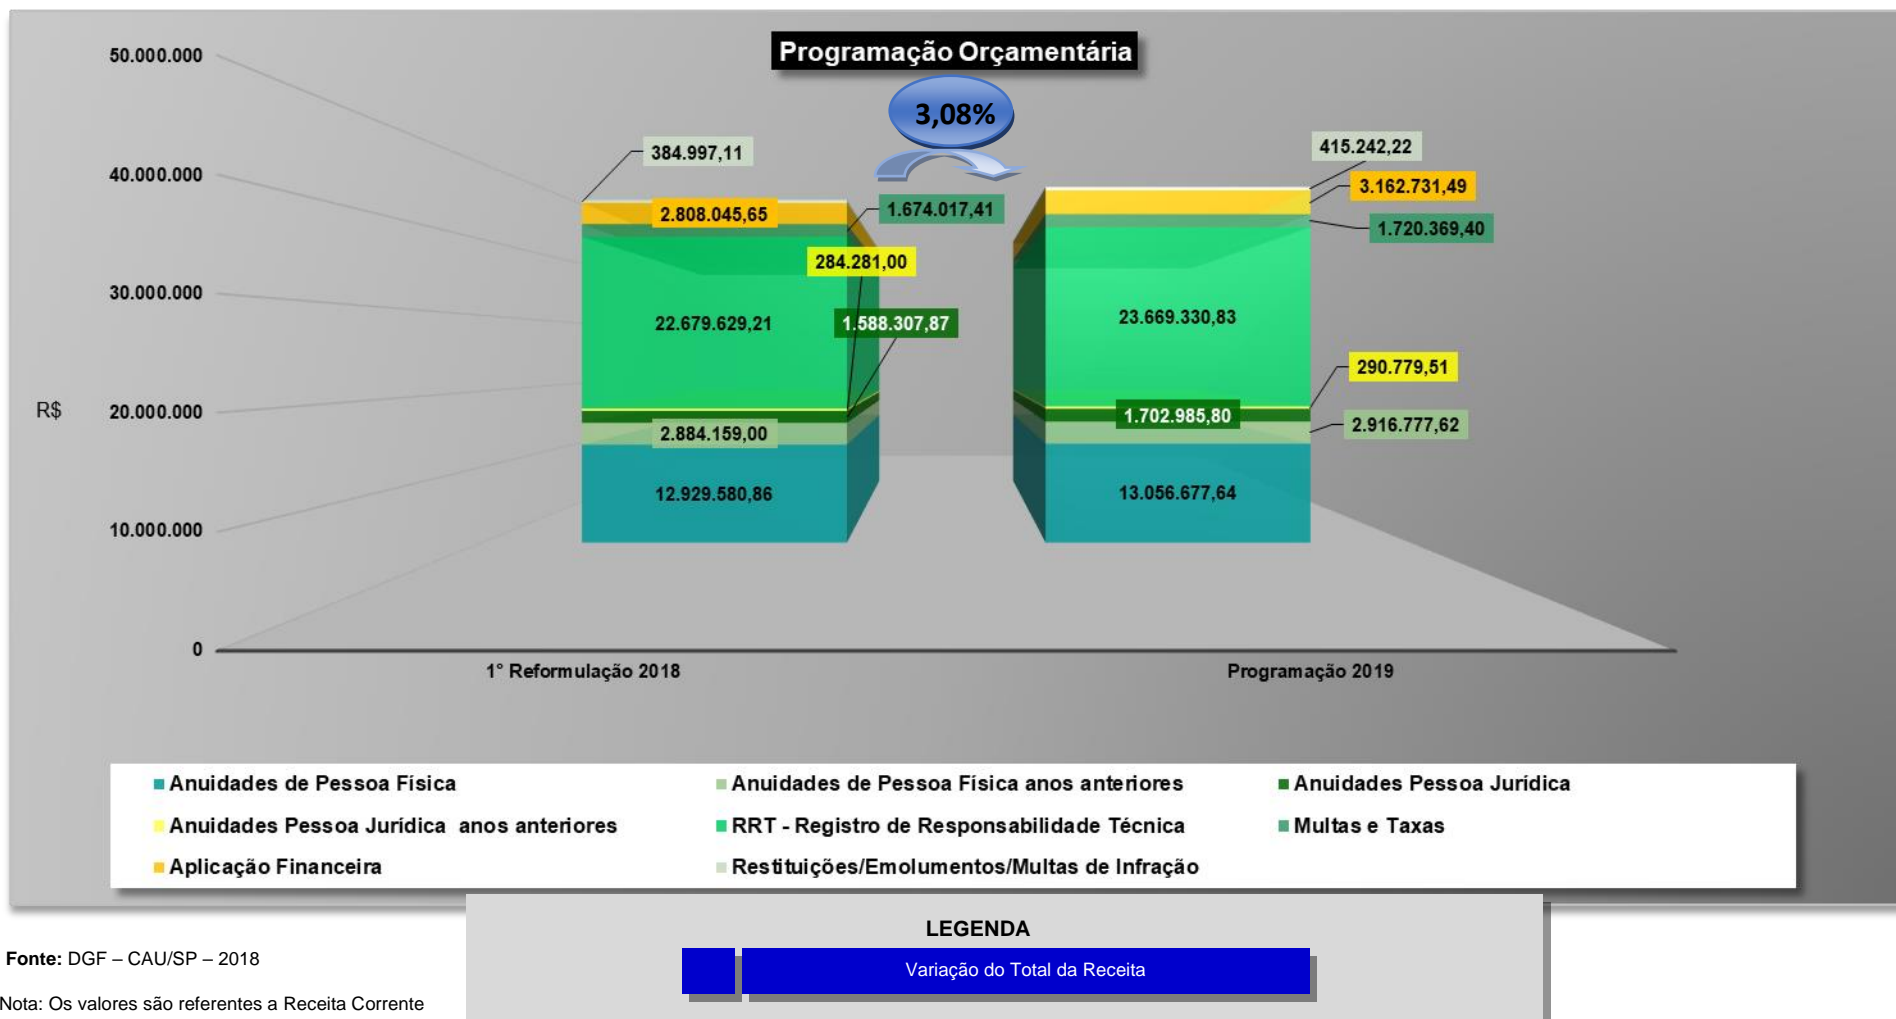 Programação Orçamentária
3,08%
50.000.000
40.000.000
30.000.000
R$
20.000.000
10.000.000
0
384.997,11
2.808.045,65
1.674.017,41
284.281,00
22.679.629,21
1.588.307,87
2.884.159,00
12.929.580,86
415.242,22
3.162.731,49
1.720.369,40
23.669.330,83
290.779,51
1.702.985,80
2.916.777,62
13.056.677,64
1° Reformulação 2018
Programação 2019
Anuidades de Pessoa Física
Anuidades de Pessoa Física anos anteriores
Anuidades Pessoa Jurídica
Anuidades Pessoa Jurídica anos anteriores
RRT - Registro de Responsabilidade Técnica
Multas e Taxas
Aplicação Financeira
Restituições/Emolumentos/Multas de Infração
LEGENDA
Variação do Total da Receita
Fonte: DGF – CAU/SP – 2018
Nota: Os valores são referentes a Receita Corrente